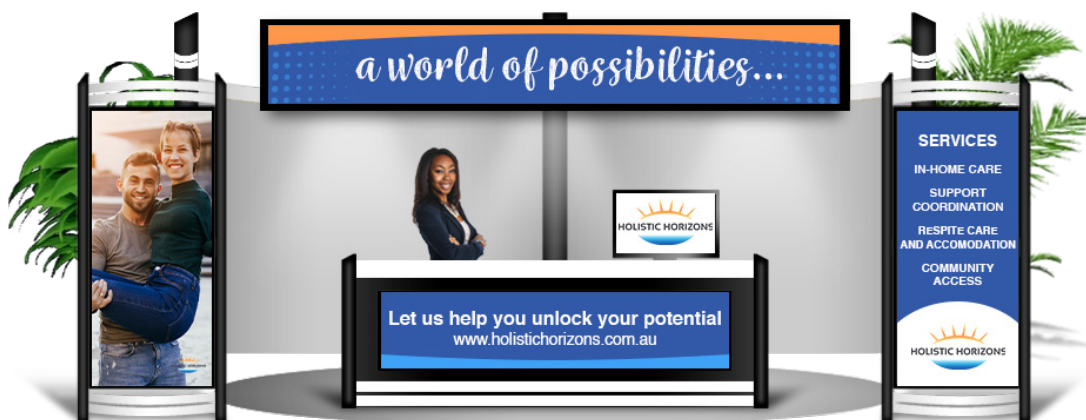 a world of possibilities...
HOLISTIC HORIZONS
Let us help you unlock your potential
www.holistichorizons.com.au
SERVICES
IN-HOME CARE
SUPPORT
COORDINATION
RESPITE CARE
AND ACCOMODATION
COMMUNITY
ACCESS
HOLISTIC HORIZONS